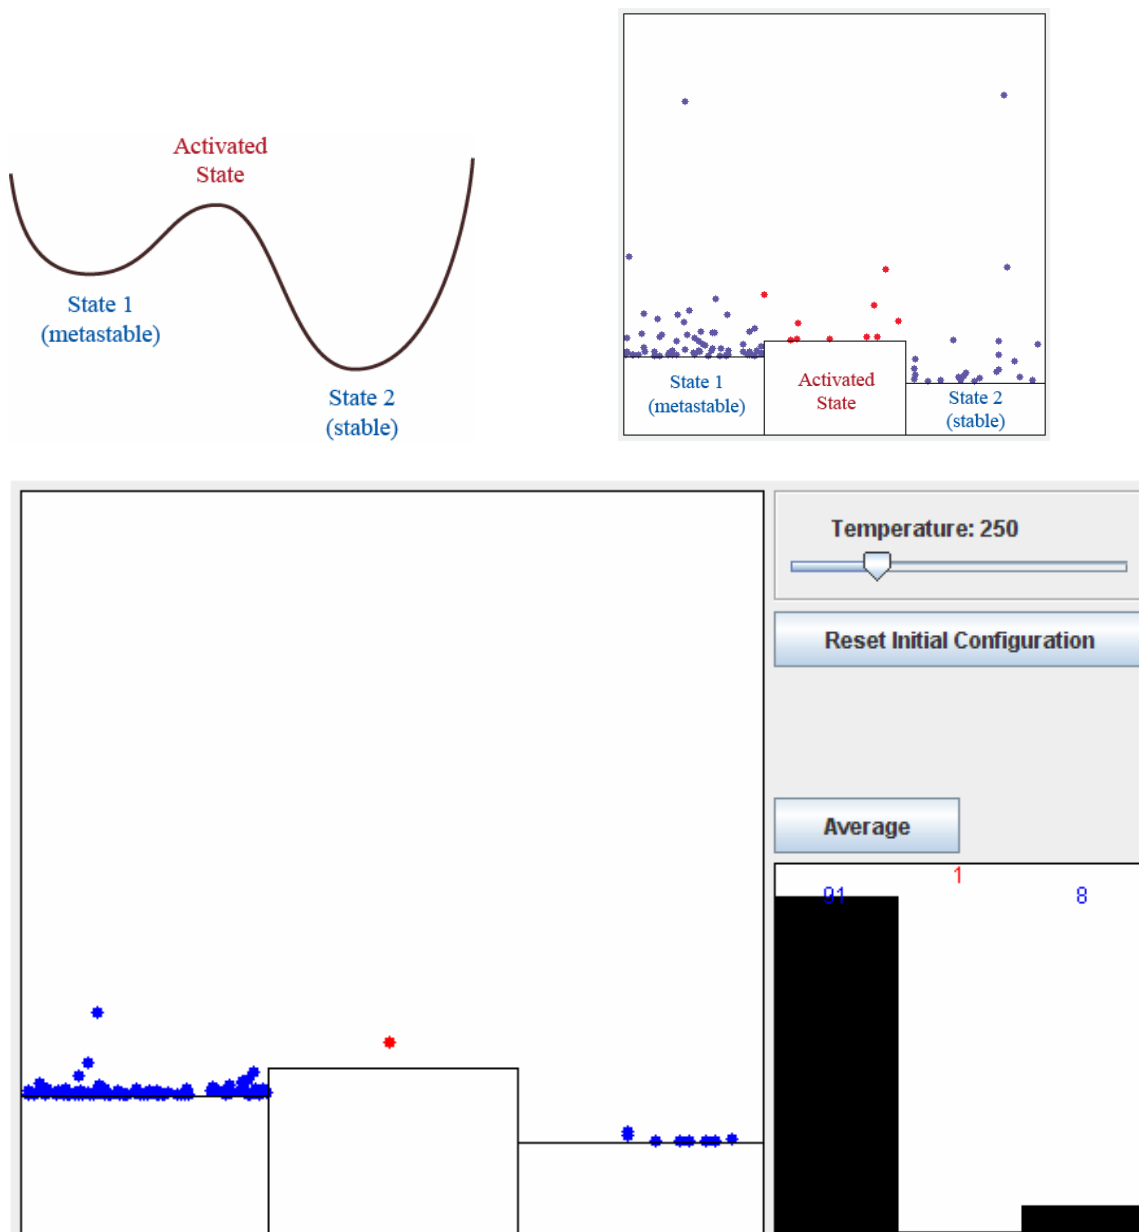 Activated
State
State 1
(metastable)
State 2
(stable)
State 1
(metastable)
Activated
State
State 2
(stable)
Temperature: 250
Reset Initial Configuration
Average
91
1
8